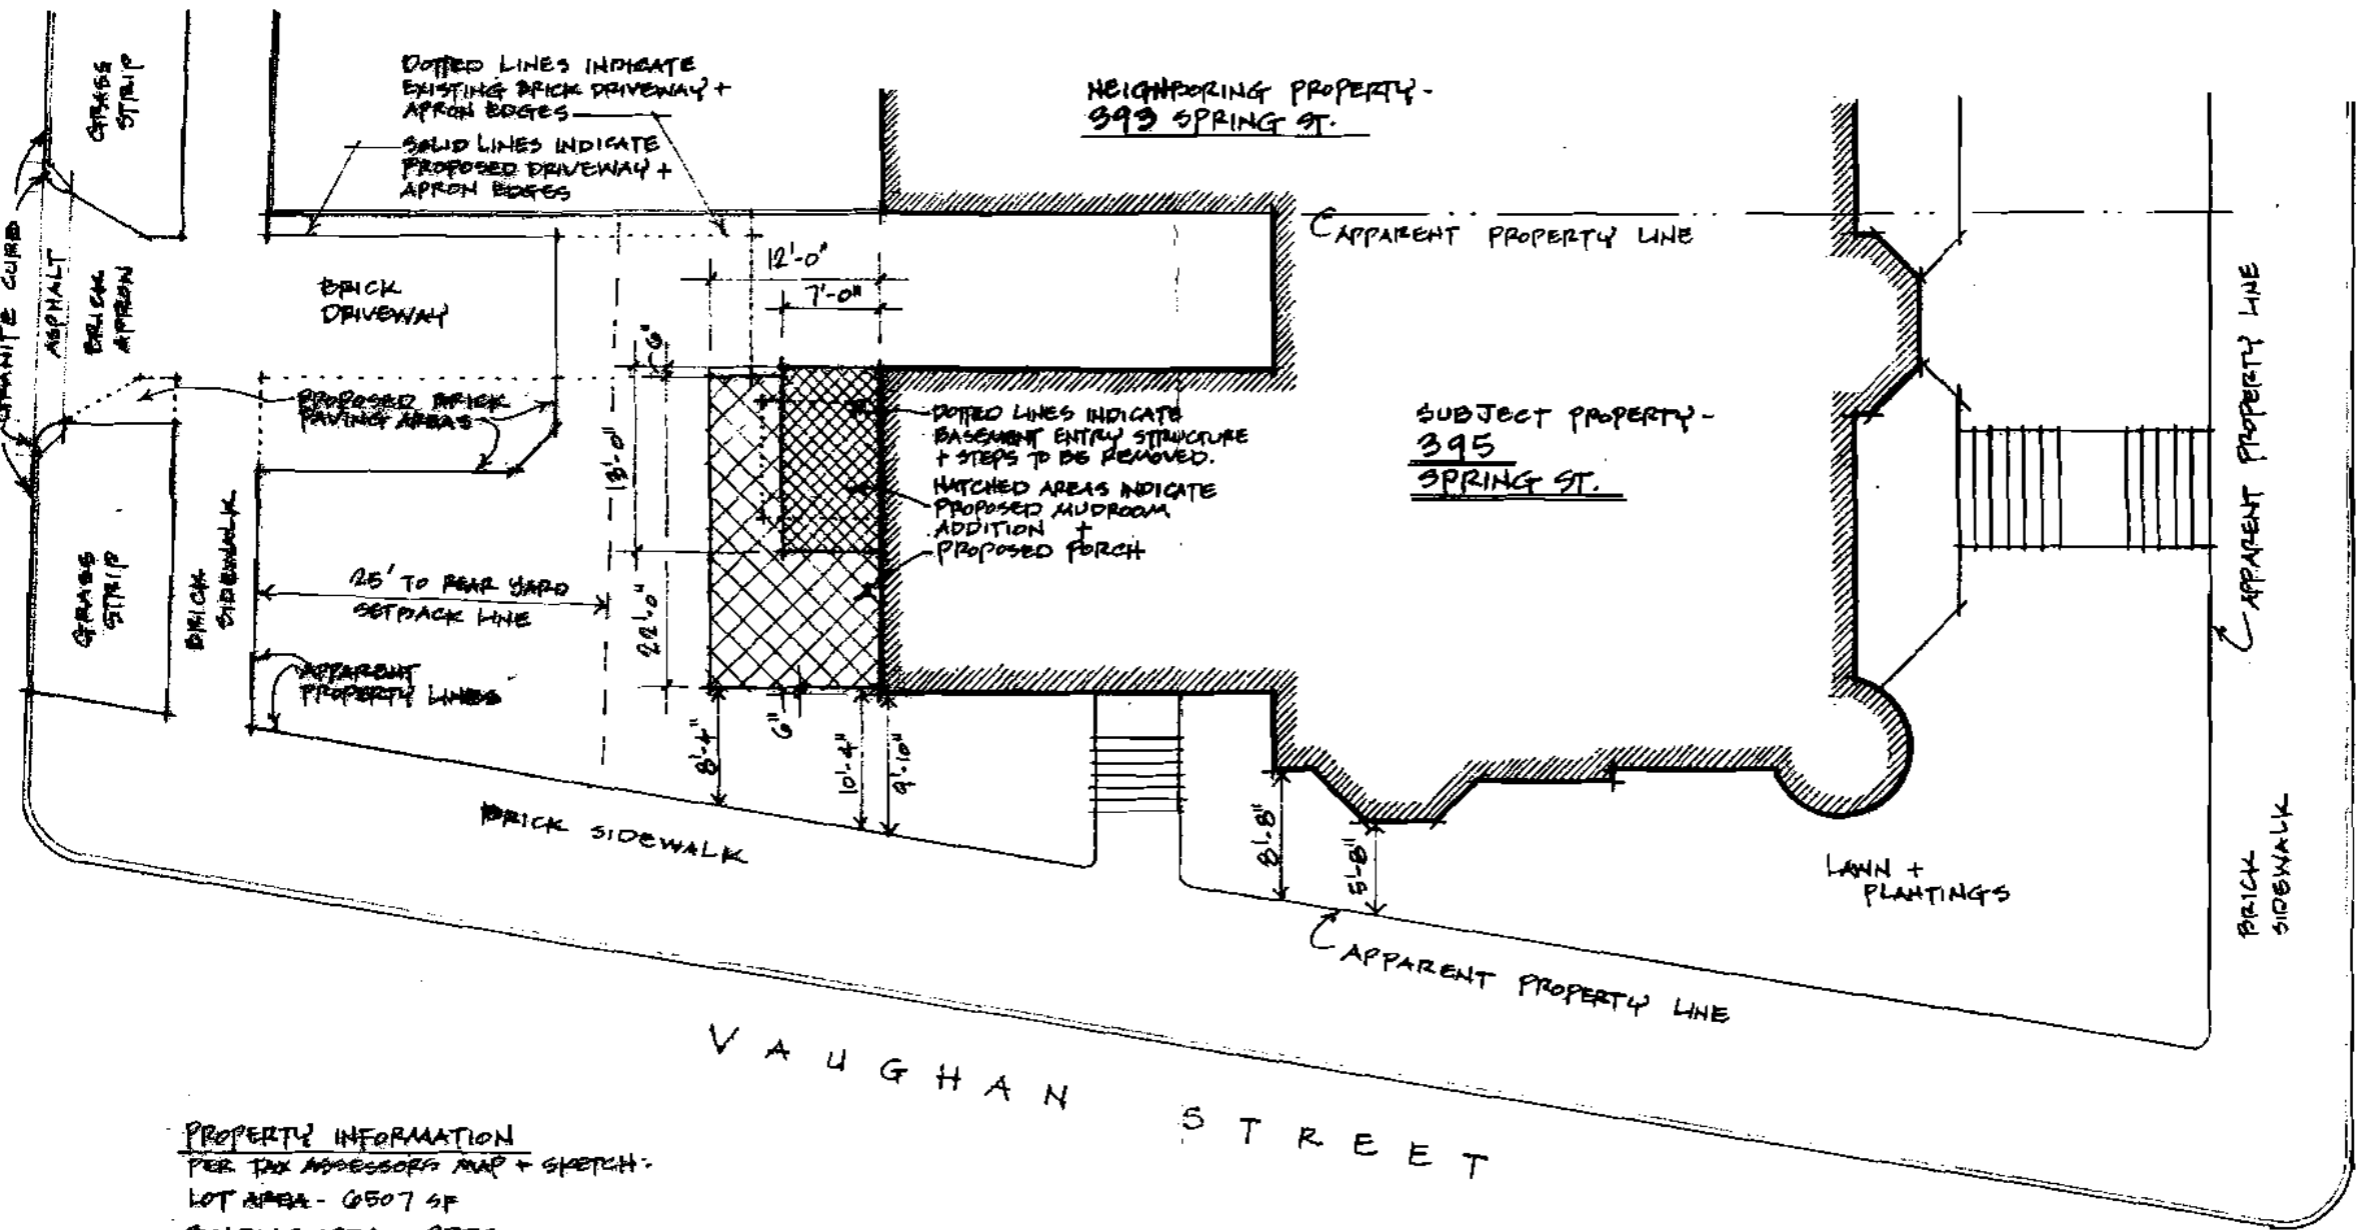 GRASS
STRIP
DOTTED LINES INDICATE
EXISTING BRICK DRIVEWAY +
APRON EDGES
SOLID LINES INDICATE
PROPOSED DRIVEWAY +
APRON EDGES
NEIGHBORING PROPERTY-
393 SPRING ST.
GRANITE CURB
ASPHALT
BRICK
APRON
BRICK
DRIVEWAY
12'-0"
7'-0"
6"
APPARENT PROPERTY LINE
APPARENT PROPERTY LINE
PROPOSED BRICK
PAVING AREAS
13'-0"
DOTTED LINES INDICATE
BASEMENT ENTRY STRUCTURE
+ STEPS TO BE REMOVED.
HATCHED AREAS INDICATE
PROPOSED MUDROOM
ADDITION +
PROPOSED PORCH
SUBJECT PROPERTY-
395
SPRING ST.
GRASS
STRIP
BRICK
SIDEWALK
25' TO REAR YARD
SETBACK LINE
22'-0"
APPARENT
PROPERTY LINES
8'-4"
6"
10'-4"
9'-10"
8'-8"
5'-8"
BRICK SIDEWALK
LAWN +
PLANTINGS
BRICK
SIDEWALK
APPARENT PROPERTY LINE
VAUGHAN STREET
PROPERTY INFORMATION
PER TAX ASSESSORS MAP + SKETCH:
LOT AREA - 6507 SF